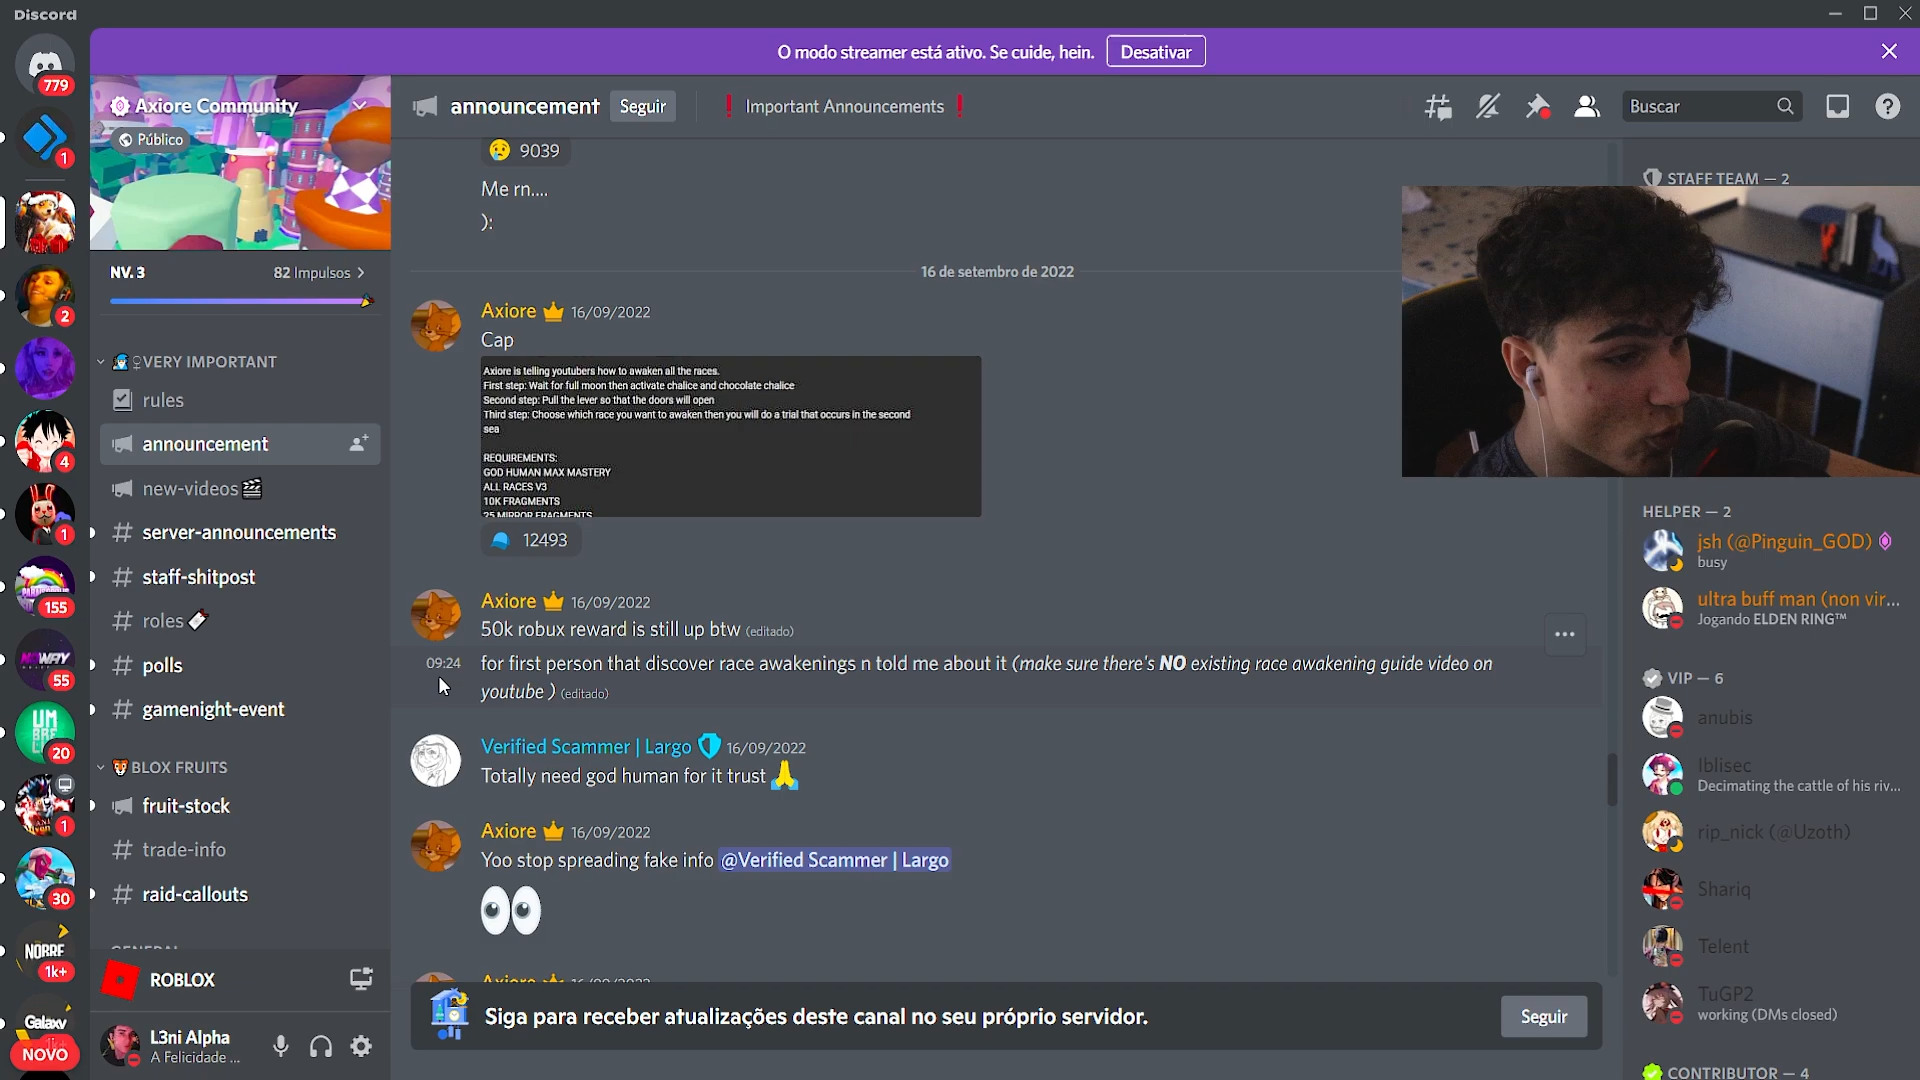 Discord
O modo streamer está ativo. Se cuide, hein.
Desativar
779
1
2
4
1
155
NOWAY
55
20
1
30
NOBRE
1k+
Galaxy
NOVO
Axiore Community
Público
NV. 3
82 Impulsos
VERY IMPORTANT
rules
announcement
new-videos
server-announcements
staff-shitpost
roles
polls
gamenight-event
BLOX FRUITS
fruit-stock
trade-info
raid-callouts
GENERAL
ROBLOX
L3ni Alpha
A Felicidade ...
announcement
Seguir
Important Announcements
Buscar
9039
Me rn....
):
16 de setembro de 2022
Axiore 16/09/2022
Cap
Axiore is telling youtubers how to awaken all the races.
First step: Wait for full moon then activate chalice and chocolate chalice
Second step: Pull the lever so that the doors will open
Third step: Choose which race you want to awaken then you will do a trial that occurs in the second
sea
REQUIREMENTS:
GOD HUMAN MAX MASTERY
ALL RACES V3
10K FRAGMENTS
25 MIRROR FRAGMENTS
12493
Axiore 16/09/2022
50k robux reward is still up btw (editado)
09:24
for first person that discover race awakenings n told me about it (make sure there's NO existing race awakening guide video on
youtube ) (editado)
Verified Scammer | Largo 16/09/2022
Totally need god human for it trust
Axiore 16/09/2022
Yoo stop spreading fake info @Verified Scammer | Largo
Axiore 16/09/2022
Siga para receber atualizações deste canal no seu próprio servidor.
Seguir
STAFF TEAM — 2
HELPER — 2
jsh (@Pinguin_GOD)
busy
ultra buff man (non vir...
Jogando ELDEN RING™
VIP — 6
anubis
Iblisec
Decimating the cattle of his riv...
rip_nick (@Uzoth)
Shariq
Telent
TuGP2
working (DMs closed)
CONTRIBUTOR — 4